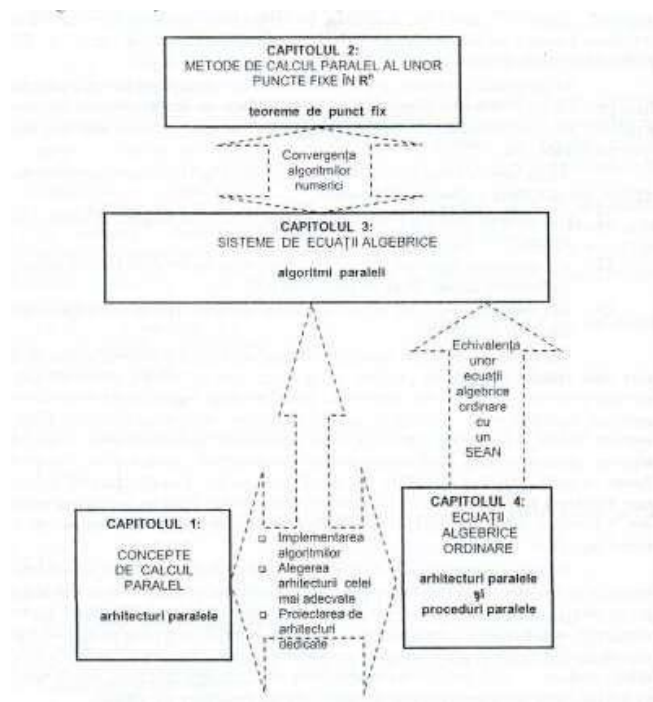 CAPITOLUL 2:
METODE DE CALCUL PARALEL AL UNOR
PUNCTE FIXE ÎN Rⁿ
teoreme de punct fix
Convergența
algoritmilor
numerici
CAPITOLUL 3:
SISTEME DE ECUAȚII ALGEBRICE
algoritmi paraleli
Echivalența
unor
ecuații
algebrice
ordinare
cu
un
SEAN
CAPITOLUL 1:
CONCEPTE
DE CALCUL
PARALEL
arhitecturi paralele
Implementarea
algoritmilor
Alegerea
arhitecturii celei
mai adecvate
Proiectarea de
arhitecturi
dedicate
CAPITOLUL 4:
ECUAȚII
ALGEBRICE
ORDINARE
arhitecturi paralele
și
proceduri paralele